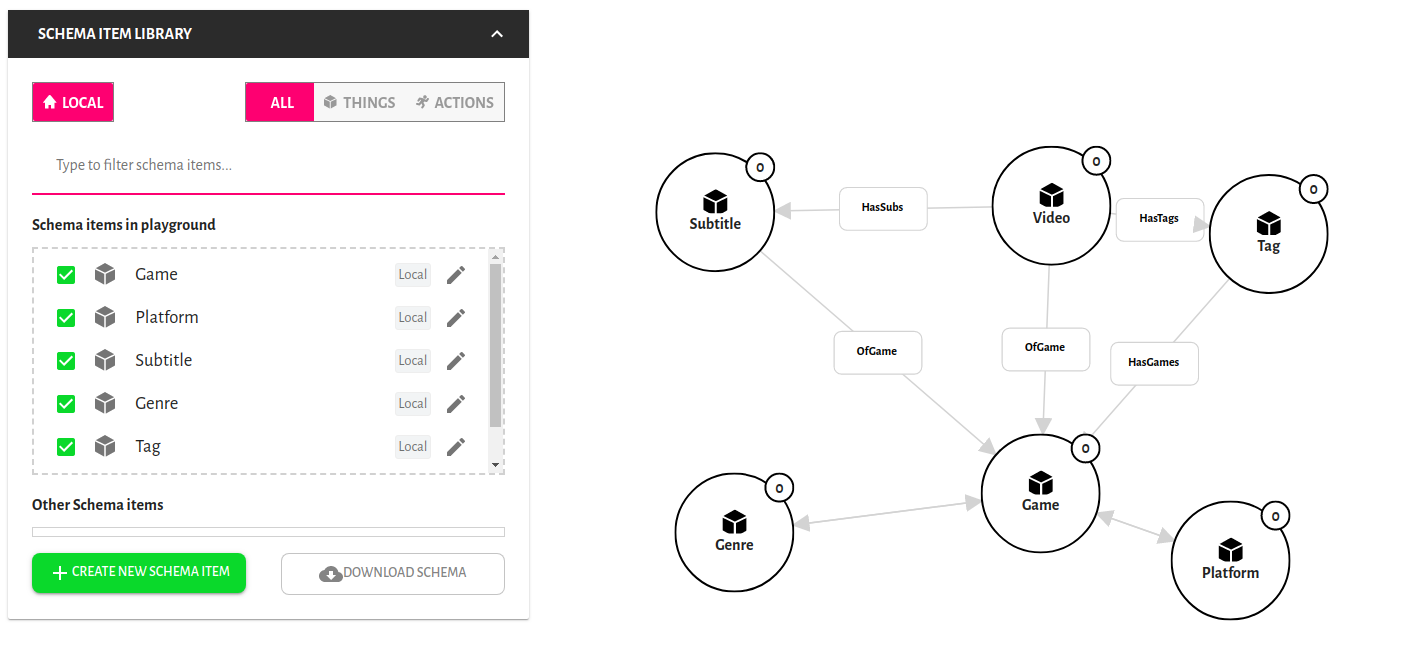 SCHEMA ITEM LIBRARY
LOCAL
ALL
THINGS
ACTIONS
Type to filter schema items...
Schema items in playground
Game
Local
Platform
Local
Subtitle
Local
Genre
Local
Tag
Local
Other Schema items
CREATE NEW SCHEMA ITEM
DOWNLOAD SCHEMA
0
Subtitle
HasSubs
0
Video
HasTags
0
Tag
OfGame
OfGame
HasGames
0
Genre
0
Game
0
Platform